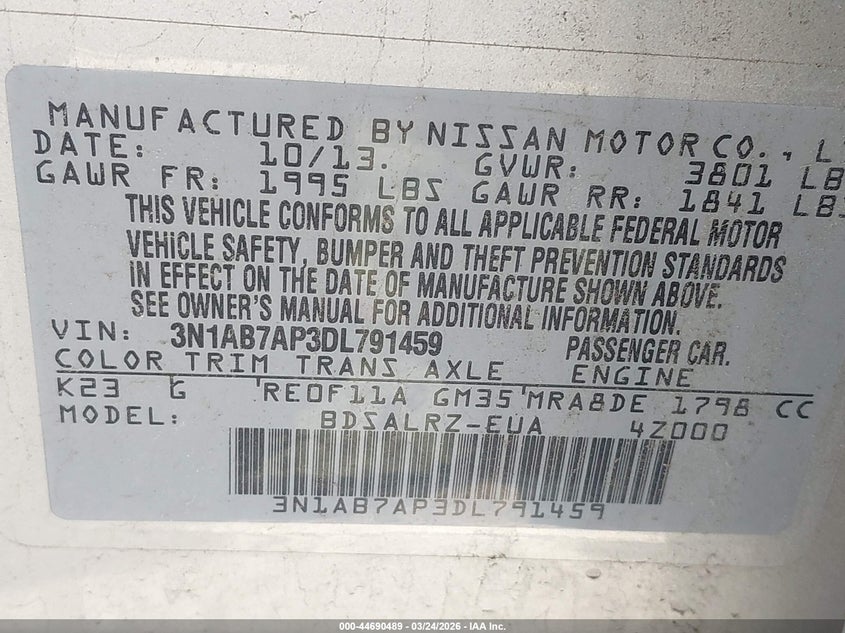 MANUFACTURED BY NISSAN MOTOR CO.,
DATE: 10/13. GVWR: 3801 LB
GAWR FR: 1995 LBS GAWR RR: 1841 LBS
THIS VEHICLE CONFORMS TO ALL APPLICABLE FEDERAL MOTOR
VEHICLE SAFETY, BUMPER AND THEFT PREVENTION STANDARDS
IN EFFECT ON THE DATE OF MANUFACTURE SHOWN ABOVE.
SEE OWNER'S MANUAL FOR ADDITIONAL INFORMATION.
VIN: 3N1AB7AP3DL791459 PASSENGER CAR.
COLOR TRIM TRANS AXLE ENGINE
K23 G RE0F11A GM35 MRA8DE 1798 CC
MODEL: BDSALRZ-EUA 4Z000
3N1AB7AP3DL791459
000-44690489 - 03/24/2026 - IAA Inc.